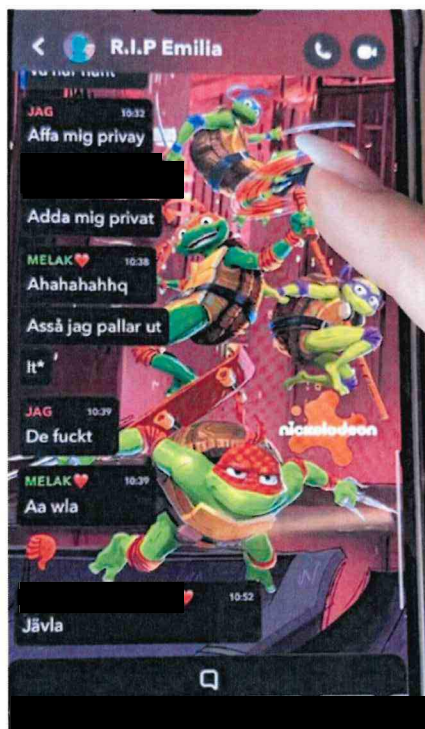 R.I.P Emilia
JAG 10:32
Affa mig privay
Adda mig privat
MELAK❤️ 10:38
Ahahahahhq
Asså jag pallar ut
It*
JAG 10:39
De fuckt
MELAK❤️ 10:39
Aa wla
10:52
Jävla
nickelodeon